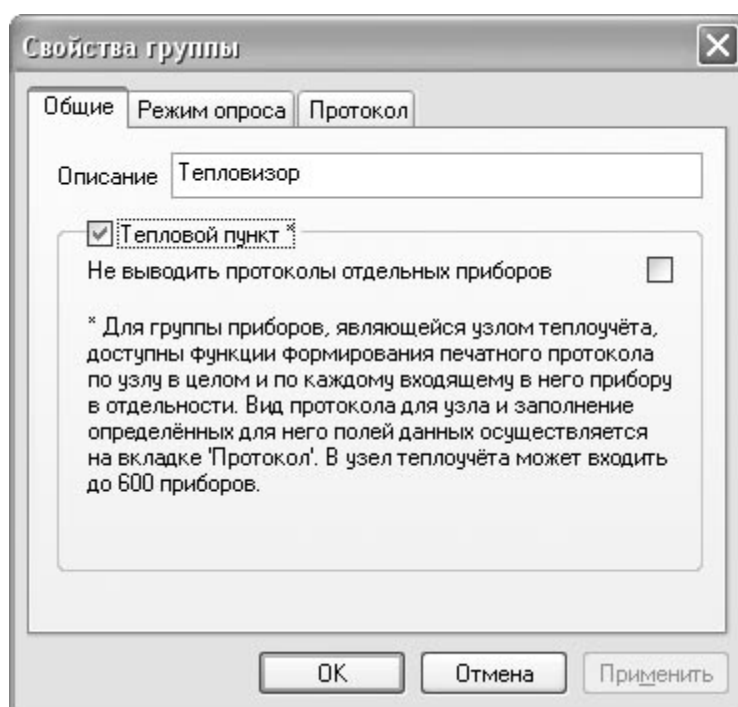 Свойства группы
Общие Режим опроса Протокол
Описание Тепловизор
Тепловой пункт *
Не выводить протоколы отдельных приборов
* Для группы приборов, являющейся узлом теплоучёта,
доступны функции формирования печатного протокола
по узлу в целом и по каждому входящему в него прибору
в отдельности. Вид протокола для узла и заполнение
определённых для него полей данных осуществляется
на вкладке 'Протокол'. В узел теплоучёта может входить
до 600 приборов.
OK Отмена Применить